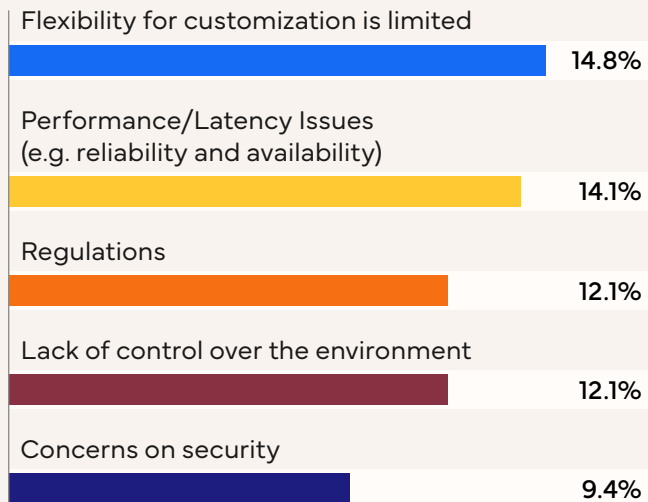 Flexibility for customization is limited
14.8%
Performance/Latency Issues
(e.g. reliability and availability)
14.1%
Regulations
12.1%
Lack of control over the environment
12.1%
Concerns on security
9.4%